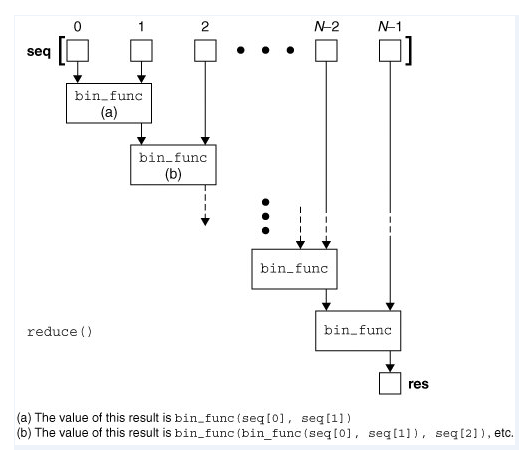 0 1 2 N–2 N–1
seq [ • • • ]
bin_func
(a)
bin_func
(b)
bin_func
reduce() bin_func
res
(a) The value of this result is bin_func(seq[0], seq[1])
(b) The value of this result is bin_func(bin_func(seq[0], seq[1]), seq[2]), etc.